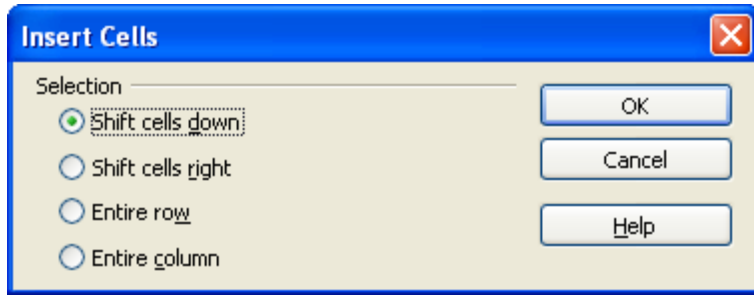 Insert Cells
Selection
Shift cells down
Shift cells right
Entire row
Entire column
OK
Cancel
Help